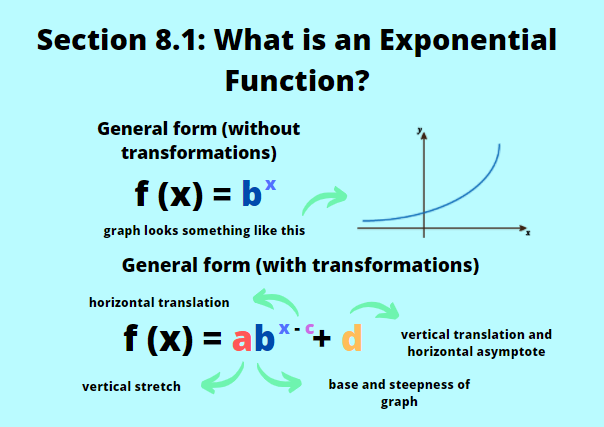 Section 8.1: What is an Exponential
Function?
General form (without
transformations)
f (x) = b^x
graph looks something like this
y
x
General form (with transformations)
horizontal translation
f (x) = ab^x - c + d
vertical translation and
horizontal asymptote
vertical stretch
base and steepness of
graph